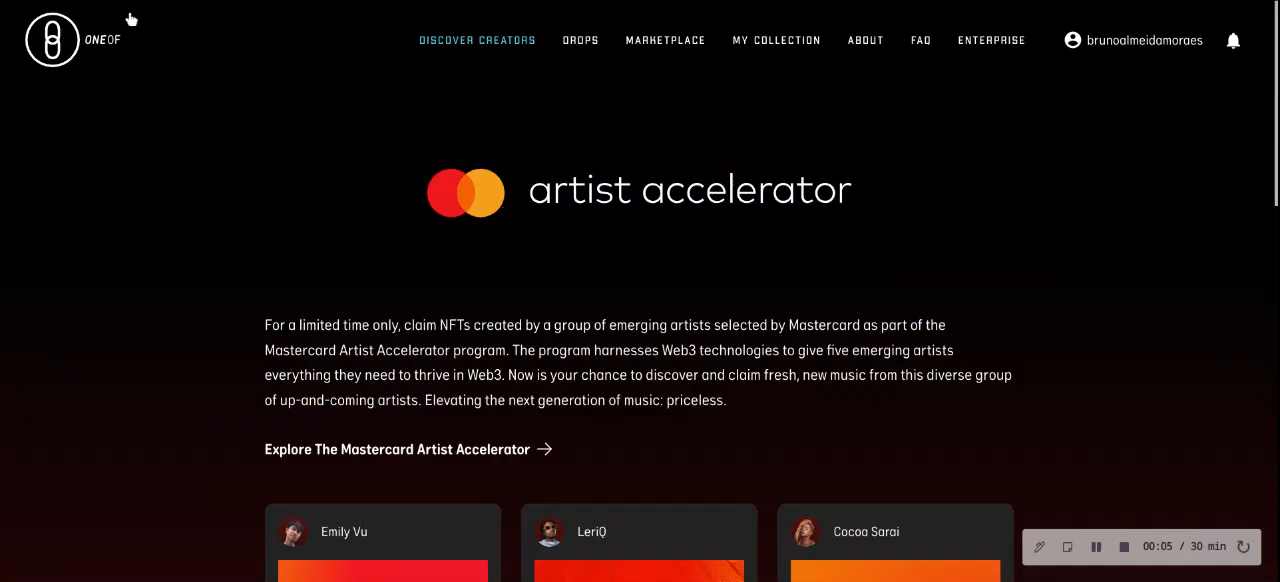 ONEOF
DISCOVER CREATORS
DROPS
MARKETPLACE
MY COLLECTION
ABOUT
FAQ
ENTERPRISE
brunoalmeidamoraes
artist accelerator
For a limited time only, claim NFTs created by a group of emerging artists selected by Mastercard as part of the
Mastercard Artist Accelerator program. The program harnesses Web3 technologies to give five emerging artists
everything they need to thrive in Web3. Now is your chance to discover and claim fresh, new music from this diverse group
of up-and-coming artists. Elevating the next generation of music: priceless.
Explore The Mastercard Artist Accelerator
Emily Vu
LeriQ
Cocoa Sarai
00:05 / 30 min